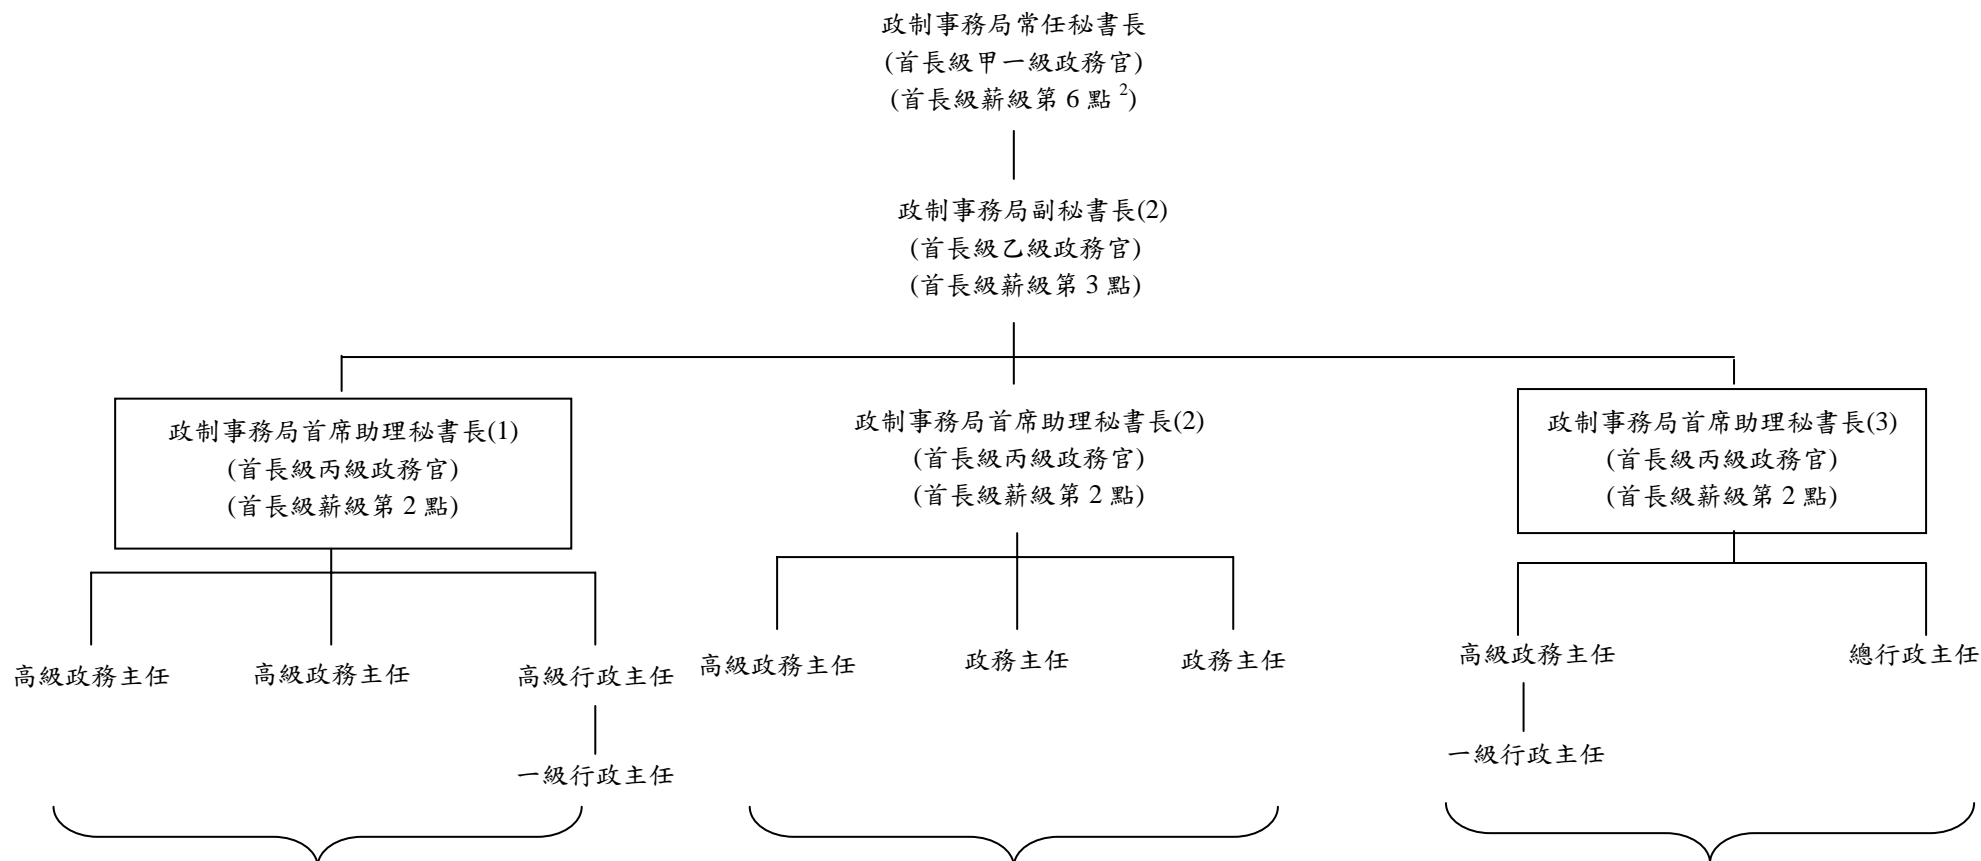 政制事務局常任秘書長
(首長級甲一級政務官)
(首長級薪級第 6 點 2)
政制事務局副秘書長(2)
(首長級乙級政務官)
(首長級薪級第 3 點)
政制事務局首席助理秘書長(1)
(首長級丙級政務官)
(首長級薪級第 2 點)
政制事務局首席助理秘書長(2)
(首長級丙級政務官)
(首長級薪級第 2 點)
政制事務局首席助理秘書長(3)
(首長級丙級政務官)
(首長級薪級第 2 點)
高級政務主任
高級政務主任
高級行政主任
一級行政主任
高級政務主任
政務主任
政務主任
高級政務主任
總行政主任
一級行政主任